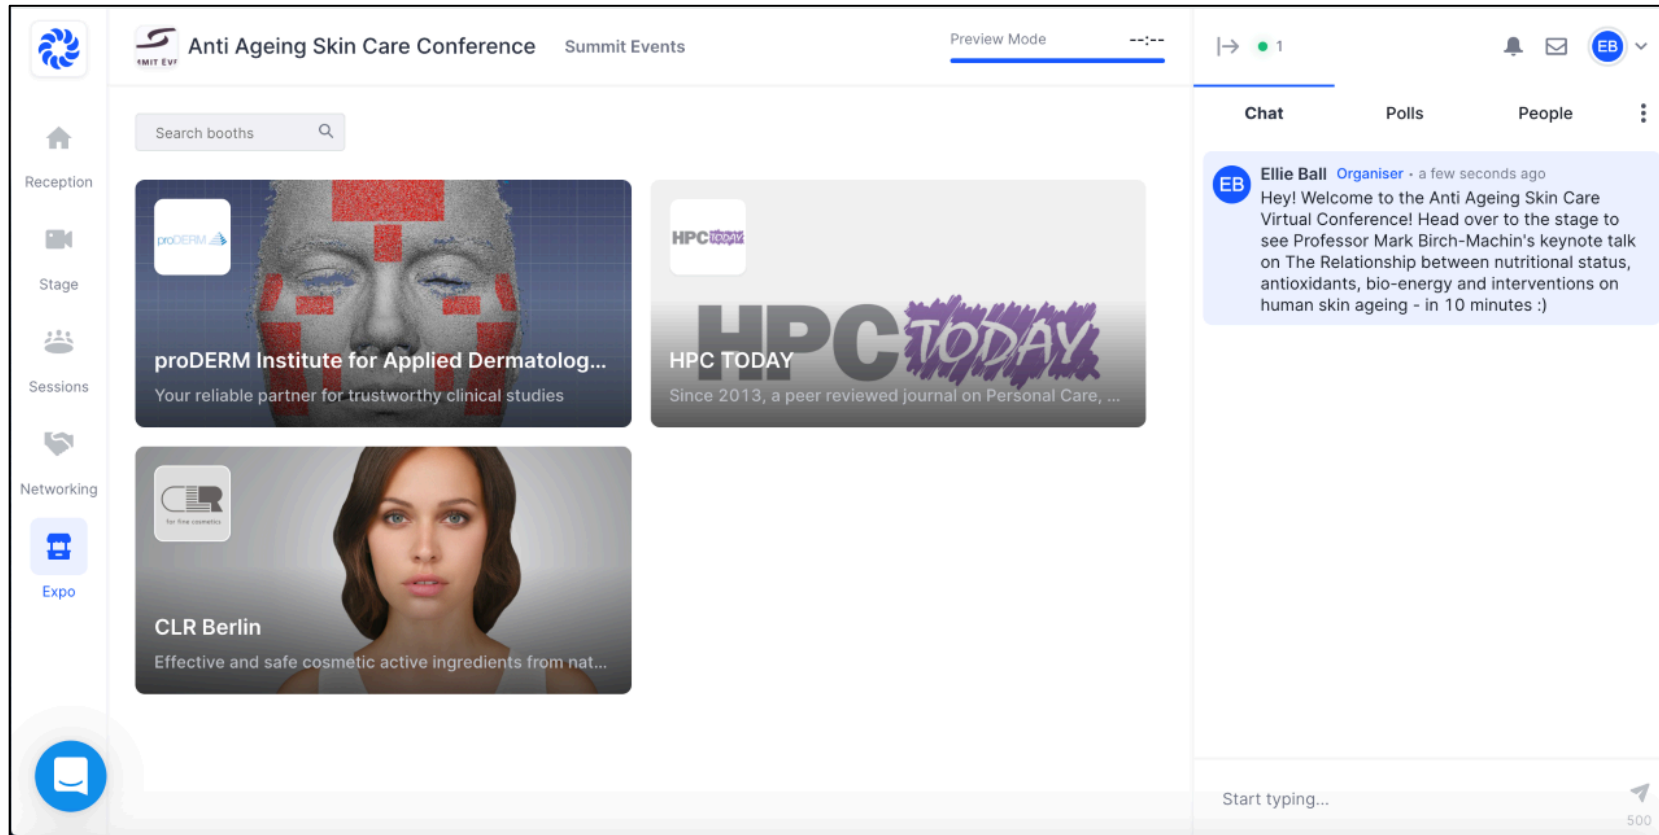 Anti Ageing Skin Care Conference
Summit Events
Preview Mode
--:--
1
EB
Reception
Stage
Sessions
Networking
Expo
Search booths
proDERM
proDERM Institute for Applied Dermatolog...
Your reliable partner for trustworthy clinical studies
HPC TODAY
HPC TODAY
HPC TODAY
Since 2013, a peer reviewed journal on Personal Care, ...
CLR
for fine cosmetics
CLR Berlin
Effective and safe cosmetic active ingredients from nat...
Chat
Polls
People
EB
Ellie Ball Organiser · a few seconds ago
Hey! Welcome to the Anti Ageing Skin Care
Virtual Conference! Head over to the stage to
see Professor Mark Birch-Machin's keynote talk
on The Relationship between nutritional status,
antioxidants, bio-energy and interventions on
human skin ageing - in 10 minutes :)
Start typing...
500